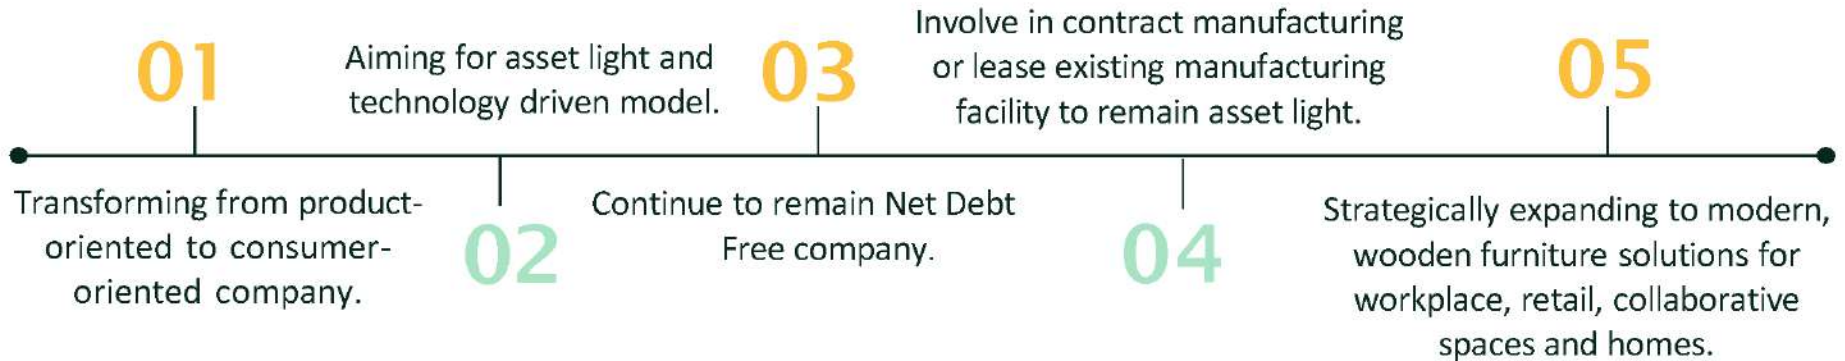 01
Transforming from product-
oriented to consumer-
oriented company.
Aiming for asset light and
technology driven model.
02
03
Continue to remain Net Debt
Free company.
Involve in contract manufacturing
or lease existing manufacturing
facility to remain asset light.
04
05
Strategically expanding to modern,
wooden furniture solutions for
workplace, retail, collaborative
spaces and homes.